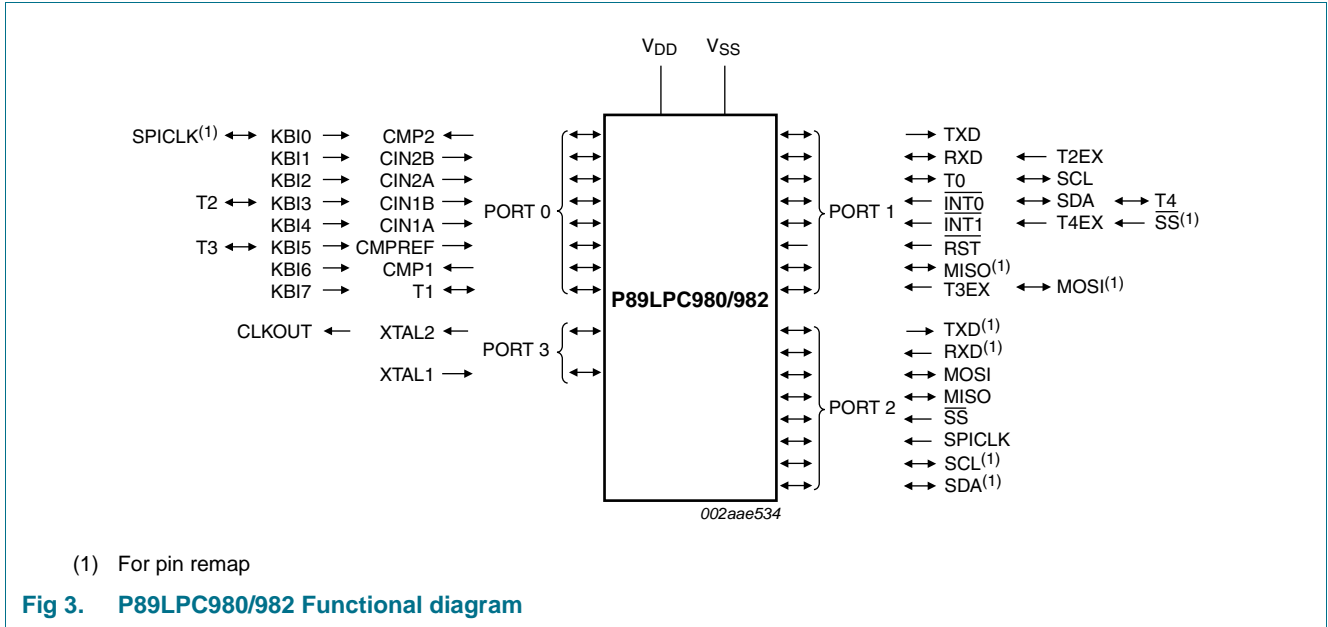 VDD VSS
SPICLK(1) KBI0 CMP2 TXD
KBI1 CIN2B RXD T2EX
KBI2 CIN2A T0 SCL
T2 KBI3 CIN1B PORT 0 PORT 1 INT0 SDA T4
KBI4 CIN1A INT1 T4EX SS(1)
T3 KBI5 CMPREF RST
KBI6 CMP1 MISO(1)
KBI7 T1 P89LPC980/982 T3EX MOSI(1)
CLKOUT XTAL2 PORT 3 TXD(1)
RXD(1)
XTAL1 MOSI
MISO
PORT 2 SS
SPICLK
SCL(1)
SDA(1)
002aae534
(1) For pin remap
Fig 3. P89LPC980/982 Functional diagram